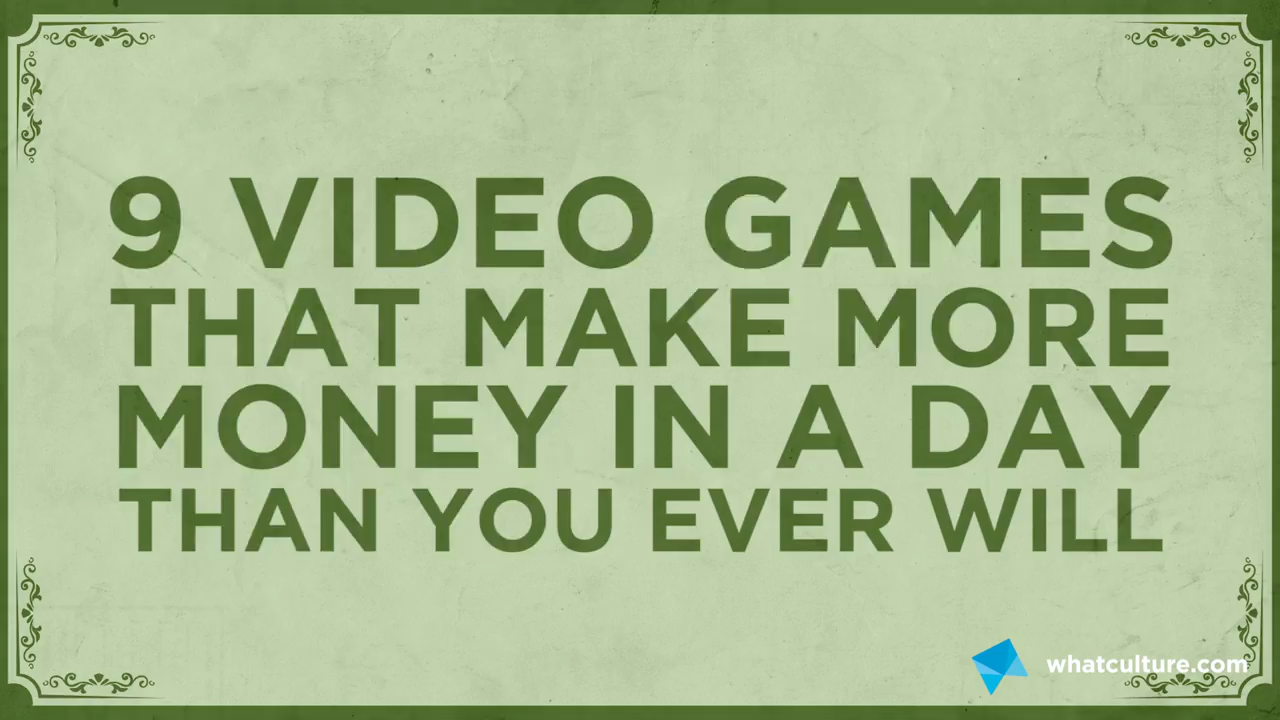 9 VIDEO GAMES
THAT MAKE MORE
MONEY IN A DAY
THAN YOU EVER WILL
whatculture.com